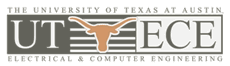 THE UNIVERSITY OF TEXAS AT AUSTIN
UT ECE
ELECTRICAL & COMPUTER ENGINEERING